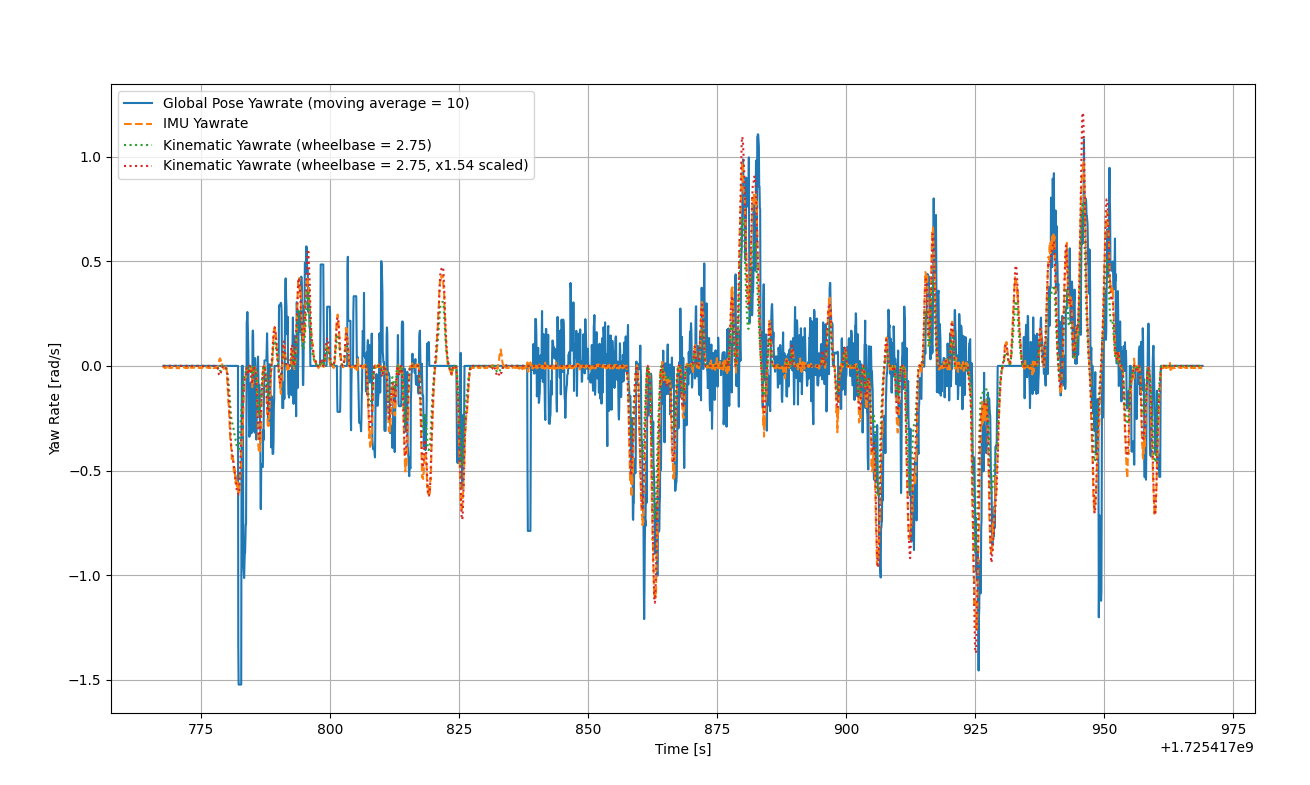 Global Pose Yawrate (moving average = 10)
IMU Yawrate
Kinematic Yawrate (wheelbase = 2.75)
Kinematic Yawrate (wheelbase = 2.75, x1.54 scaled)
1.0
0.5
0.0
−0.5
−1.0
−1.5
Yaw Rate [rad/s]
775 800 825 850 875 900 925 950 975
Time [s]
+1.725417e9